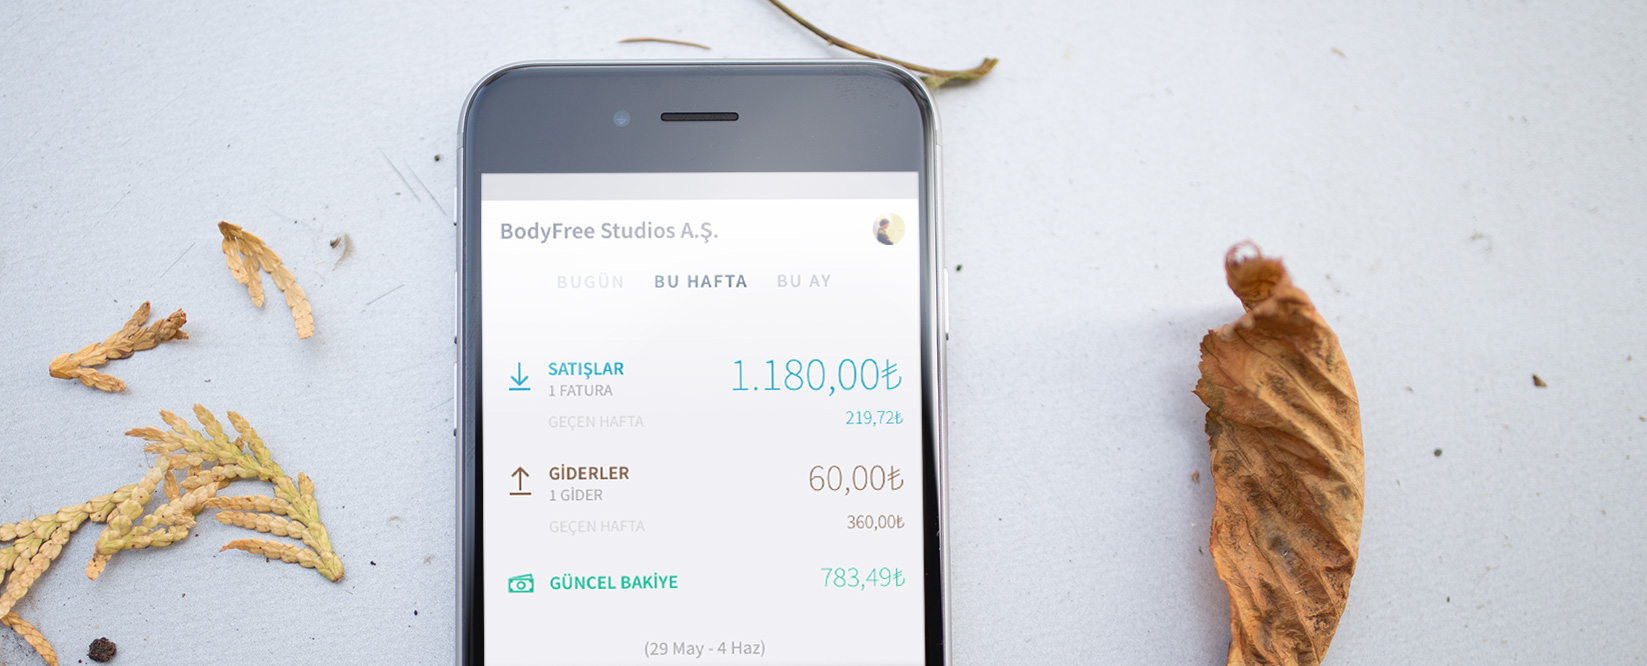 BodyFree Studios A.Ş.
BUGÜN BU HAFTA BU AY
SATIŞLAR 1.180,00₺
1 FATURA
GEÇEN HAFTA 219,72₺
GİDERLER 60,00₺
1 GİDER
GEÇEN HAFTA 360,00₺
GÜNCEL BAKİYE 783,49₺
(29 May - 4 Haz)